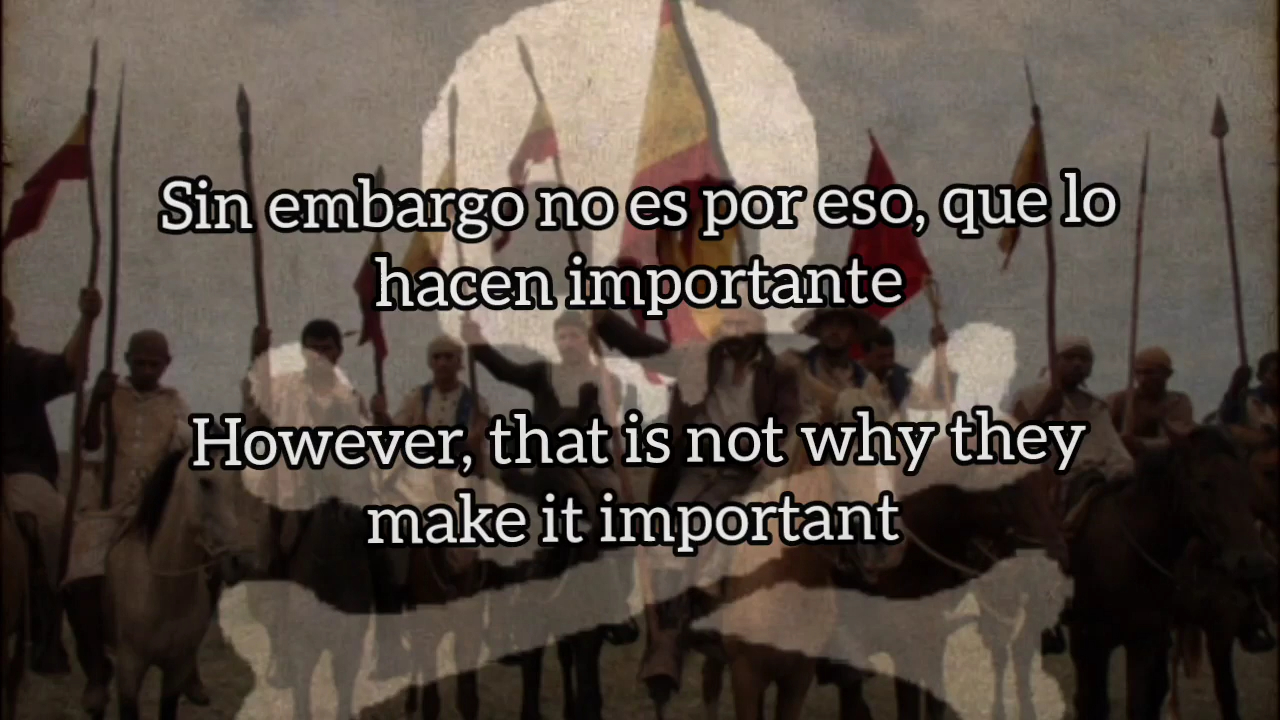 Sin embargo no es por eso, que lo
hacen importante
However, that is not why they
make it important